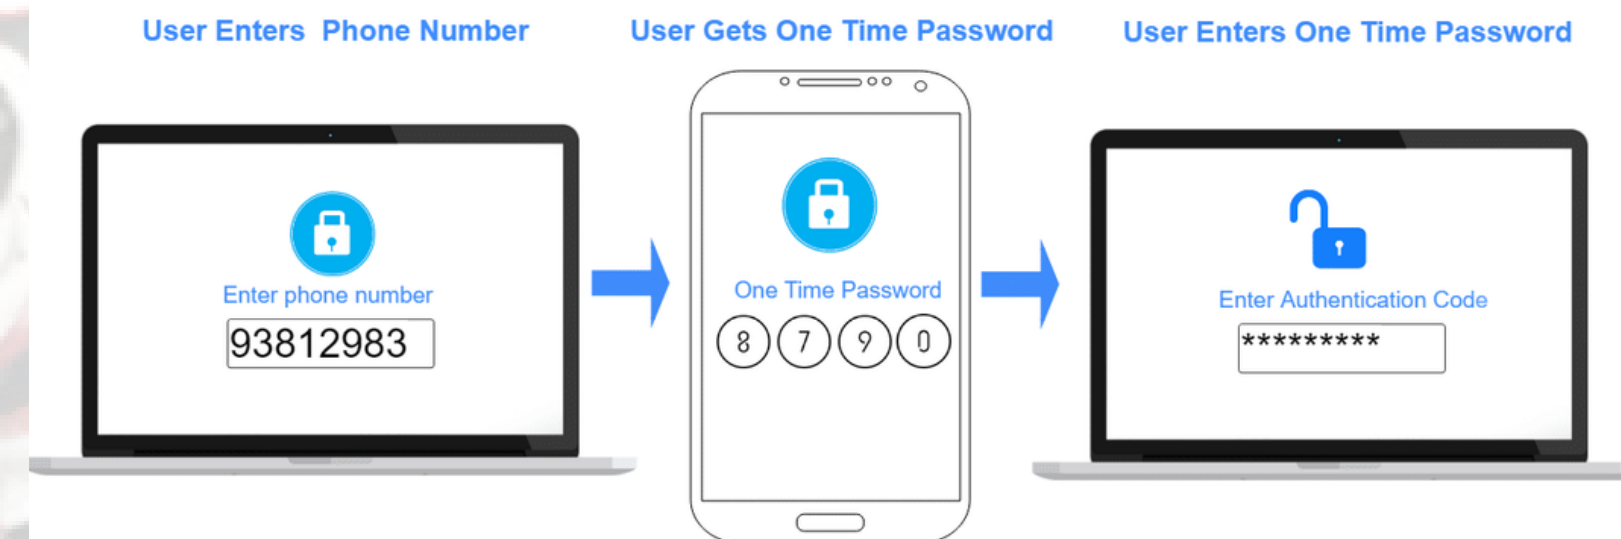 User Enters Phone Number
Enter phone number
93812983
User Gets One Time Password
One Time Password
8 7 9 0
User Enters One Time Password
Enter Authentication Code
*********